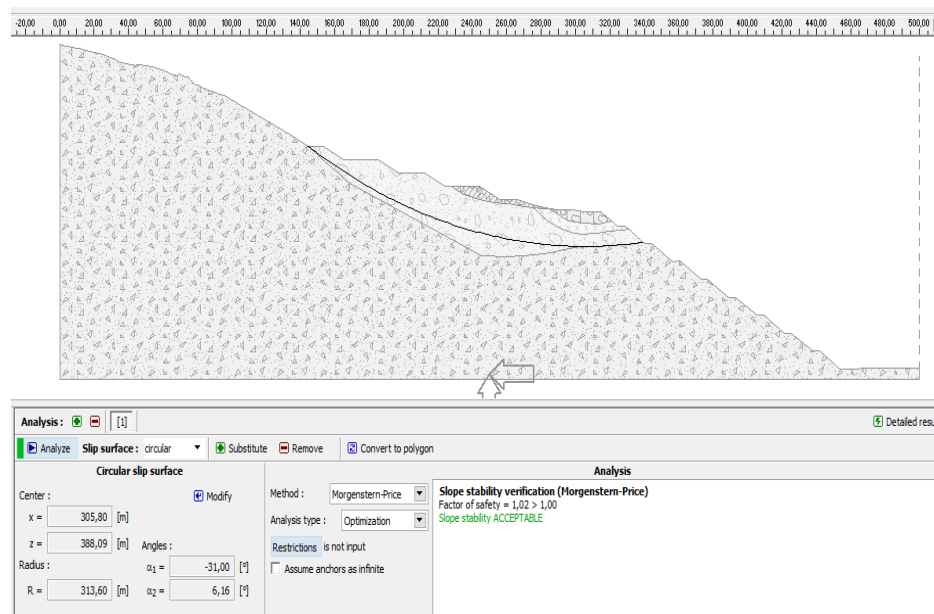 -20,00 0,00 20,00 40,00 60,00 80,00 100,00 120,00 140,00 160,00 180,00 200,00 220,00 240,00 260,00 280,00 300,00 320,00 340,00 360,00 380,00 400,00 420,00 440,00 460,00 480,00 500,00
Analysis : [1] Detailed resu
Analyze Slip surface : circular Substitute Remove Convert to polygon
Circular slip surface
Center : Modify
x = 305,80 [m]
z = 388,09 [m] Angles :
Radius : α1 = -31,00 [°]
R = 313,60 [m] α2 = 6,16 [°]
Analysis
Method : Morgenstern-Price
Analysis type : Optimization
Restrictions is not input
Assume anchors as infinite
Slope stability verification (Morgenstern-Price)
Factor of safety = 1,02 > 1,00
Slope stability ACCEPTABLE